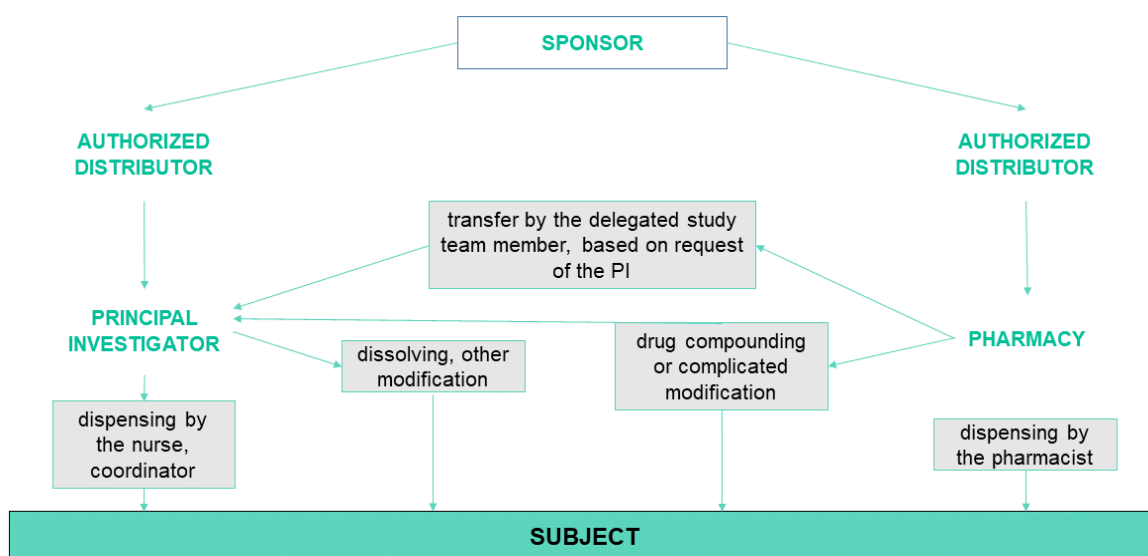 SPONSOR
AUTHORIZED
DISTRIBUTOR
AUTHORIZED
DISTRIBUTOR
transfer by the delegated study
team member, based on request
of the PI
PRINCIPAL
INVESTIGATOR
dissolving, other
modification
drug compounding
or complicated
modification
PHARMACY
dispensing by
the nurse,
coordinator
dispensing by
the pharmacist
SUBJECT